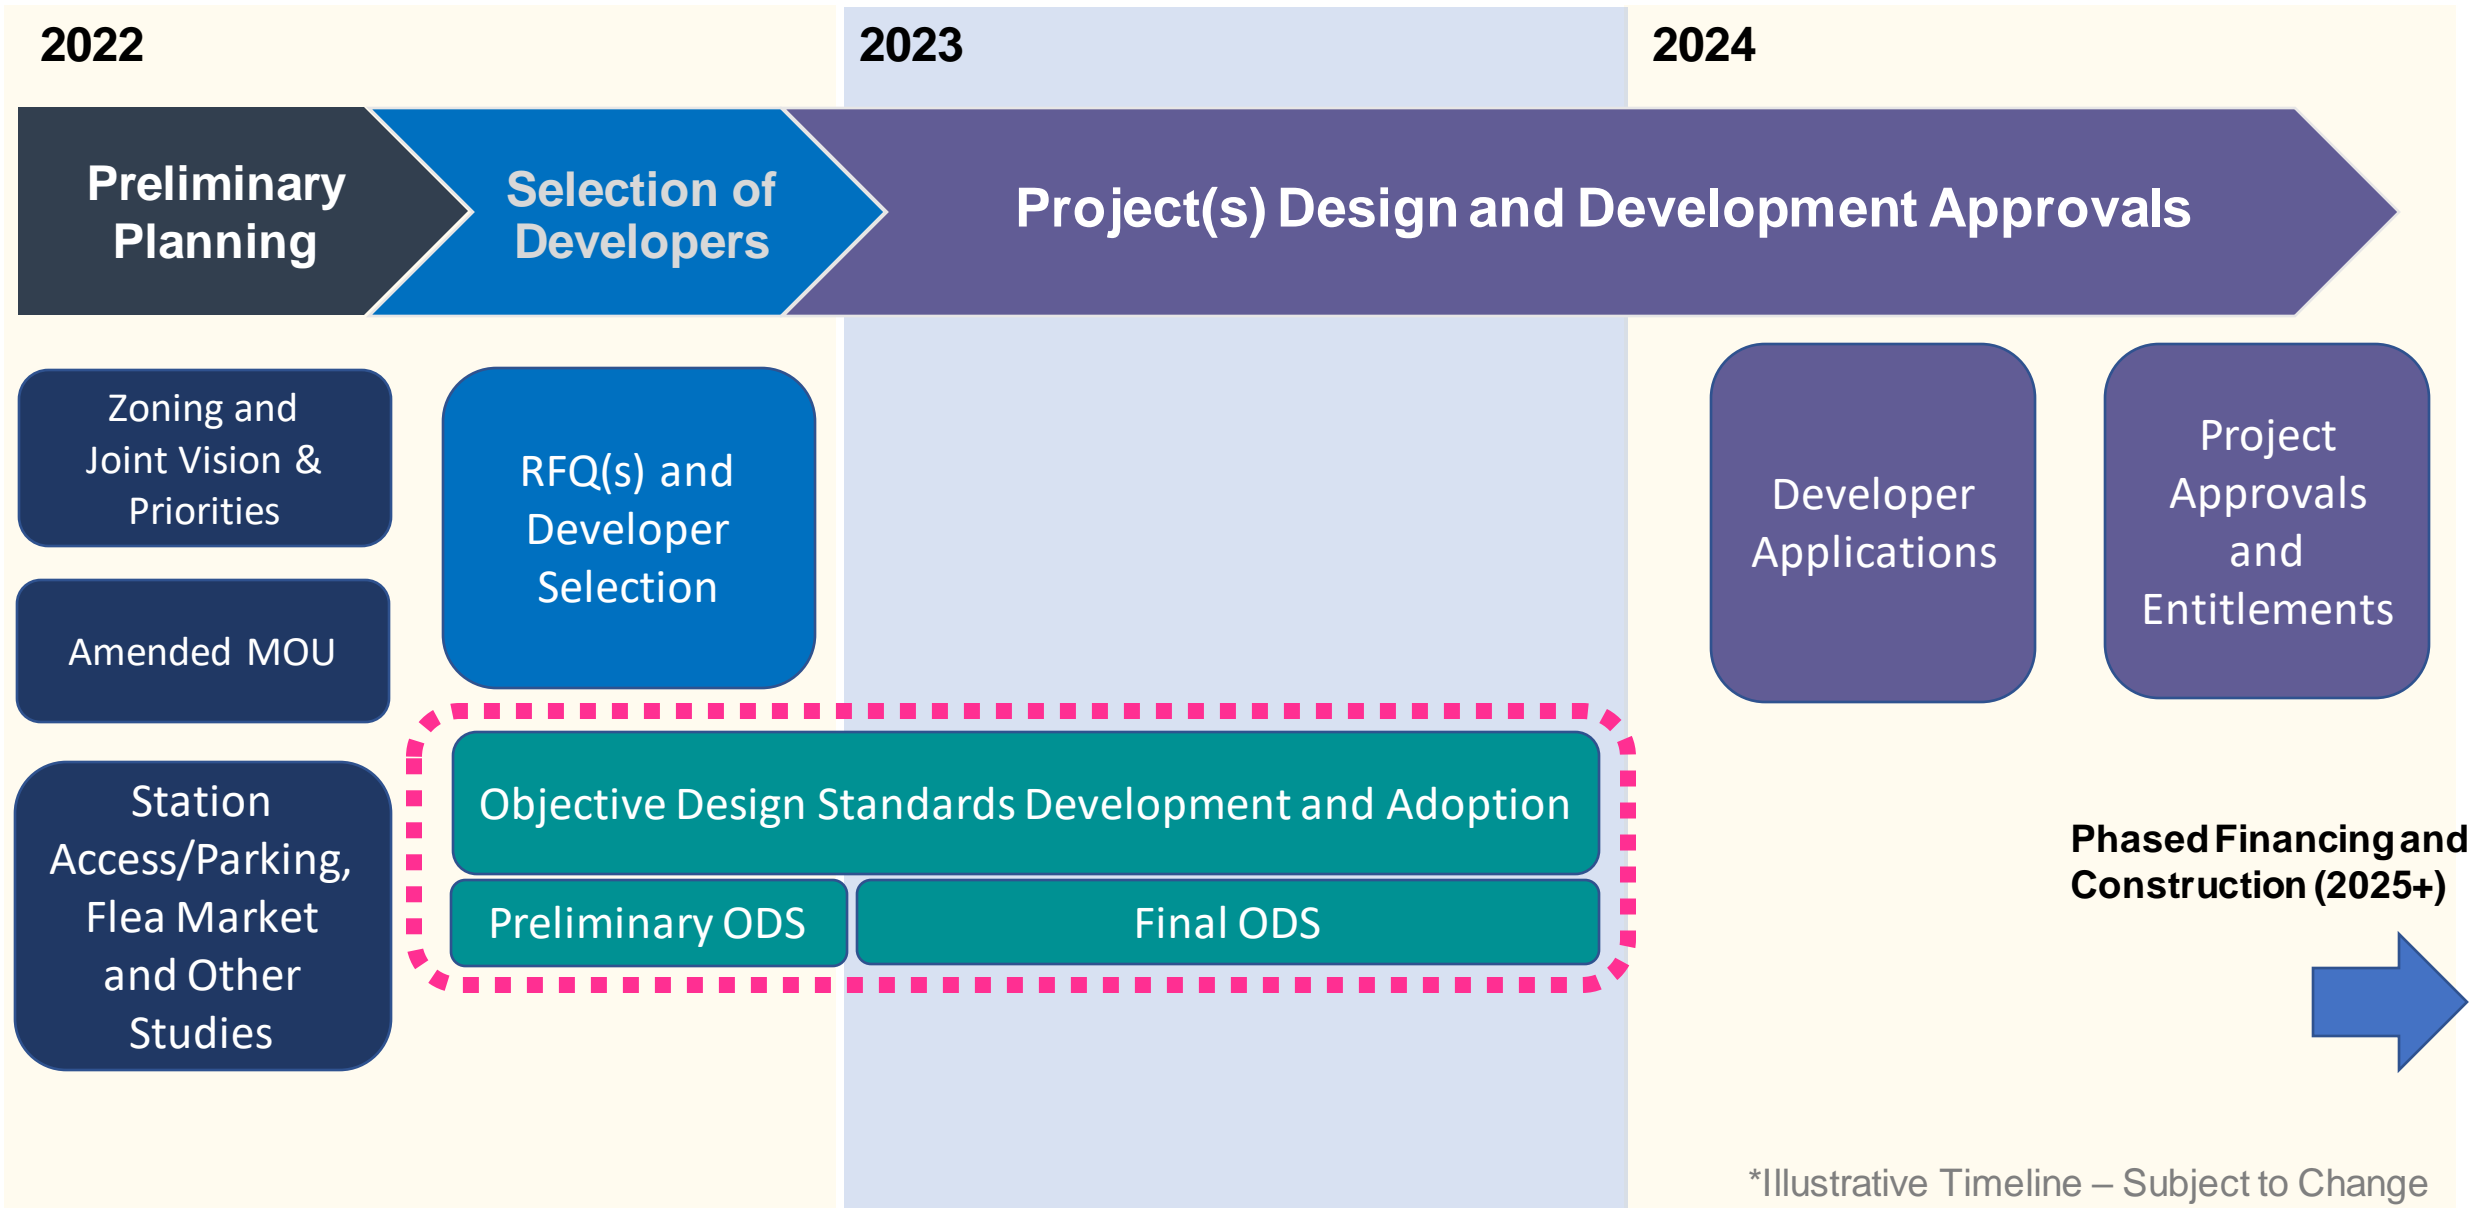 2022
2023
2024
Preliminary
Planning
Selection of
Developers
Project(s) Design and Development Approvals
Zoning and
Joint Vision &
Priorities
Amended MOU
Station
Access/Parking,
Flea Market
and Other
Studies
RFQ(s) and
Developer
Selection
Objective Design Standards Development and Adoption
Preliminary ODS
Final ODS
Developer
Applications
Project
Approvals
and
Entitlements
Phased Financing and
Construction (2025+)
*Illustrative Timeline – Subject to Change